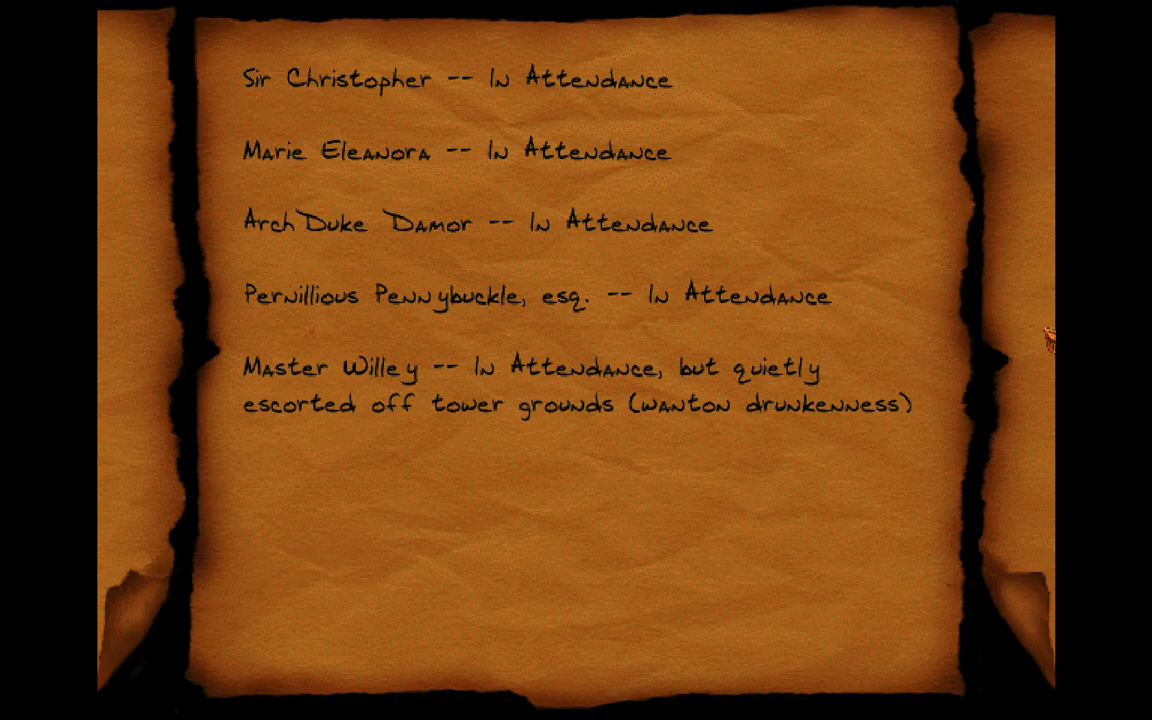 Sir Christopher -- In Attendance
Marie Eleanora -- In Attendance
ArchDuke Damor -- In Attendance
Pernillious Pennybuckle, esq. -- In Attendance
Master Willey -- In Attendance, but quietly
escorted off tower grounds (wanton drunkenness)